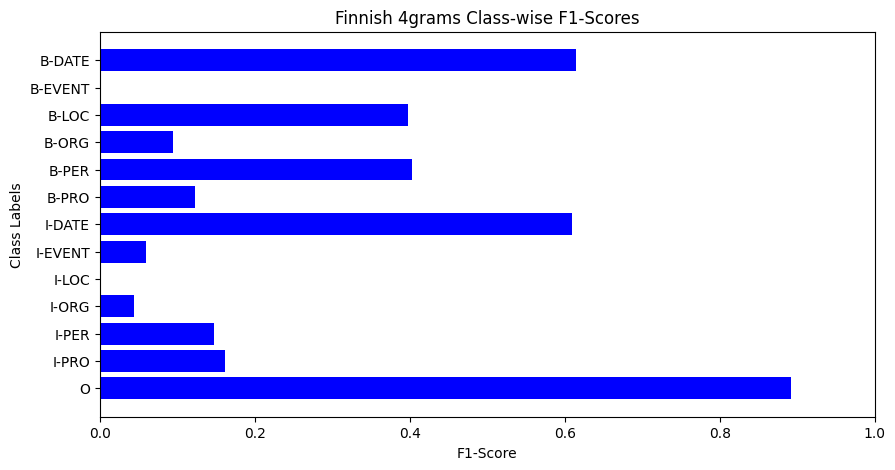 Finnish 4grams Class-wise F1-Scores
Class Labels
B-DATE
B-EVENT
B-LOC
B-ORG
B-PER
B-PRO
I-DATE
I-EVENT
I-LOC
I-ORG
I-PER
I-PRO
O
0.0 0.2 0.4 0.6 0.8 1.0
F1-Score